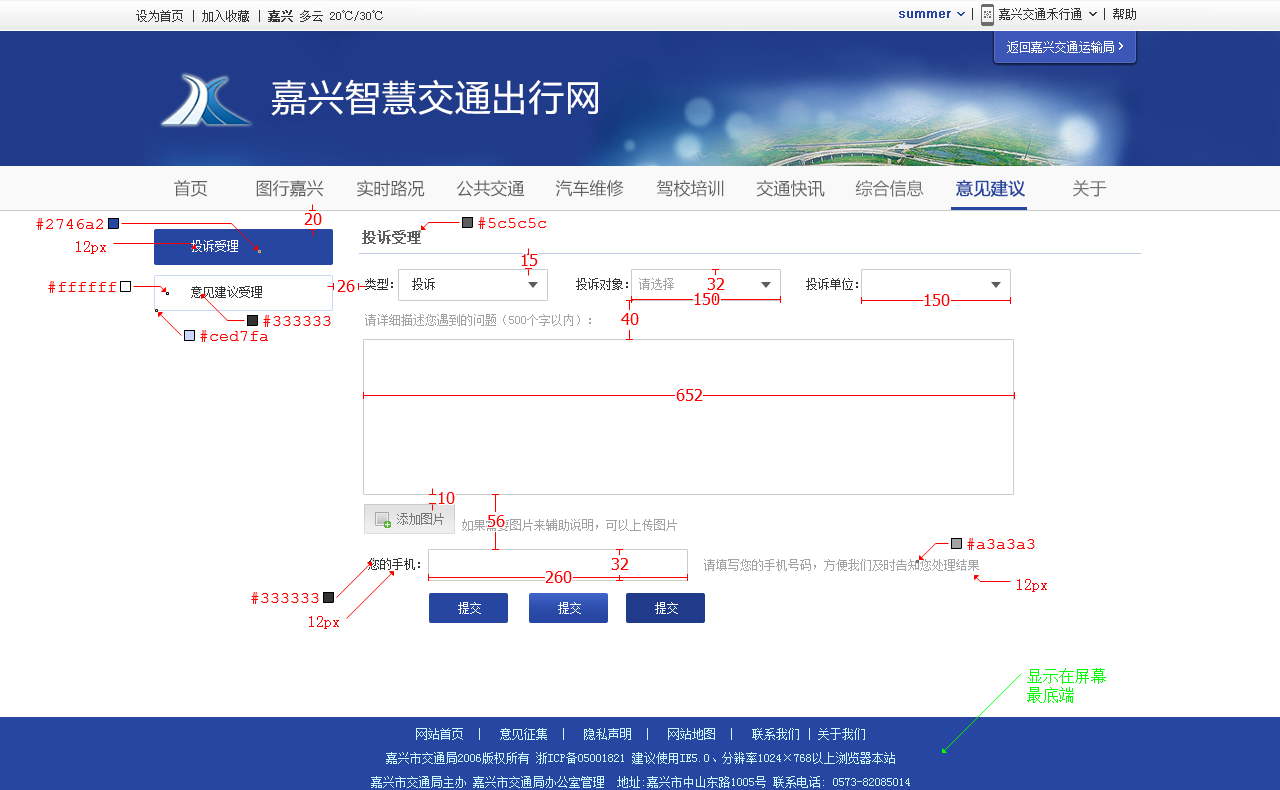 设为首页 | 加入收藏 | 嘉兴 多云 20℃/30℃
summer | 嘉兴交通禾行通 | 帮助
返回嘉兴交通运输局
嘉兴智慧交通出行网
首页 图行嘉兴 实时路况 公共交通 汽车维修 驾校培训 交通快讯 综合信息 意见建议 关于
#2746a2
20
12px
投诉受理
#ffffff
意见建议受理
#333333
#ced7fa
26
投诉受理
#5c5c5c
15
类型: 投诉
投诉对象: 请选择
32
150
投诉单位:
150
请详细描述您遇到的问题(500个字以内):
40
652
10
添加图片
56
如果需要图片来辅助说明,可以上传图片
您的手机:
32
260
请填写您的手机号码,方便我们及时告知您处理结果
#a3a3a3
12px
#333333
12px
提交 提交 提交
显示在屏幕
最底端
网站首页 | 意见征集 | 隐私声明 | 网站地图 | 联系我们 | 关于我们
嘉兴市交通局2006版权所有 浙ICP备05001821 建议使用IE5.0、分辨率1024×768以上浏览器本站
嘉兴市交通局主办 嘉兴市交通局办公室管理 地址:嘉兴市中山东路1005号 联系电话: 0573-82085014